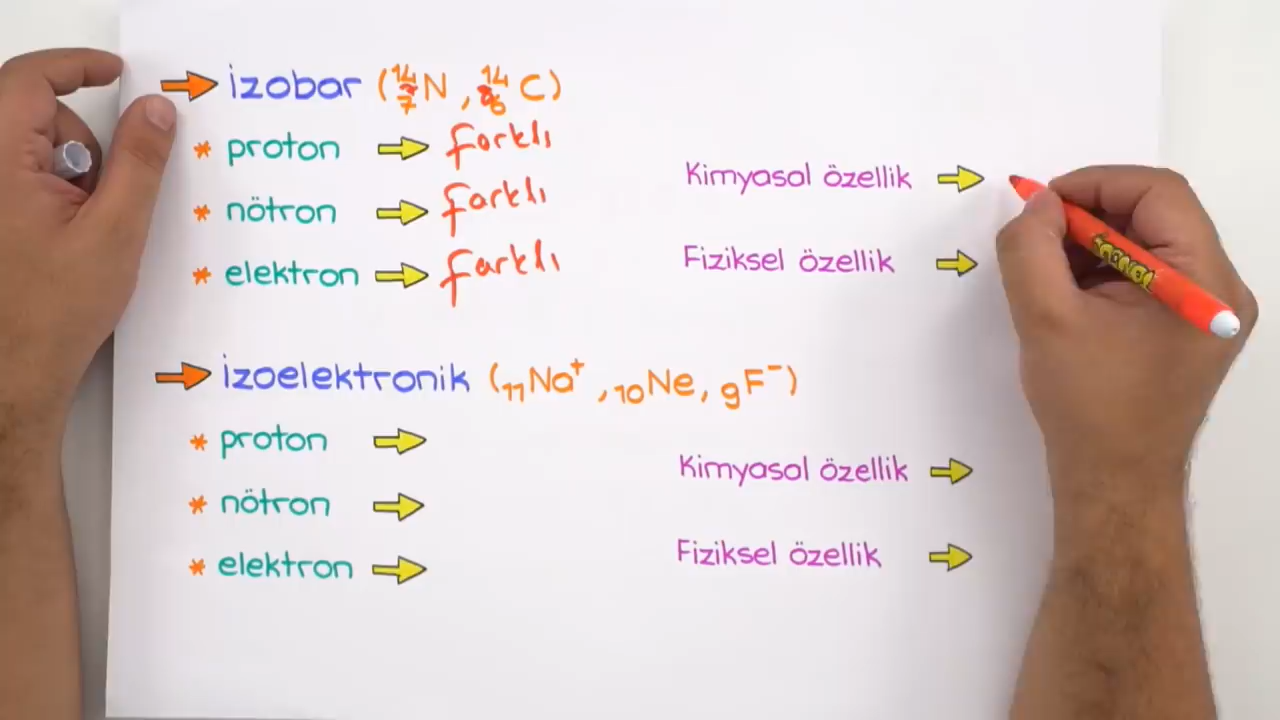 izobar (¹⁴₇N, ¹⁴₆C)
* proton → farklı
* nötron → farklı
* elektron → farklı
Kimyasal özellik →
Fiziksel özellik →
izoelektronik (₁₁Na⁺, ₁₀Ne, ₉F⁻)
* proton →
* nötron →
* elektron →
Kimyasal özellik →
Fiziksel özellik →